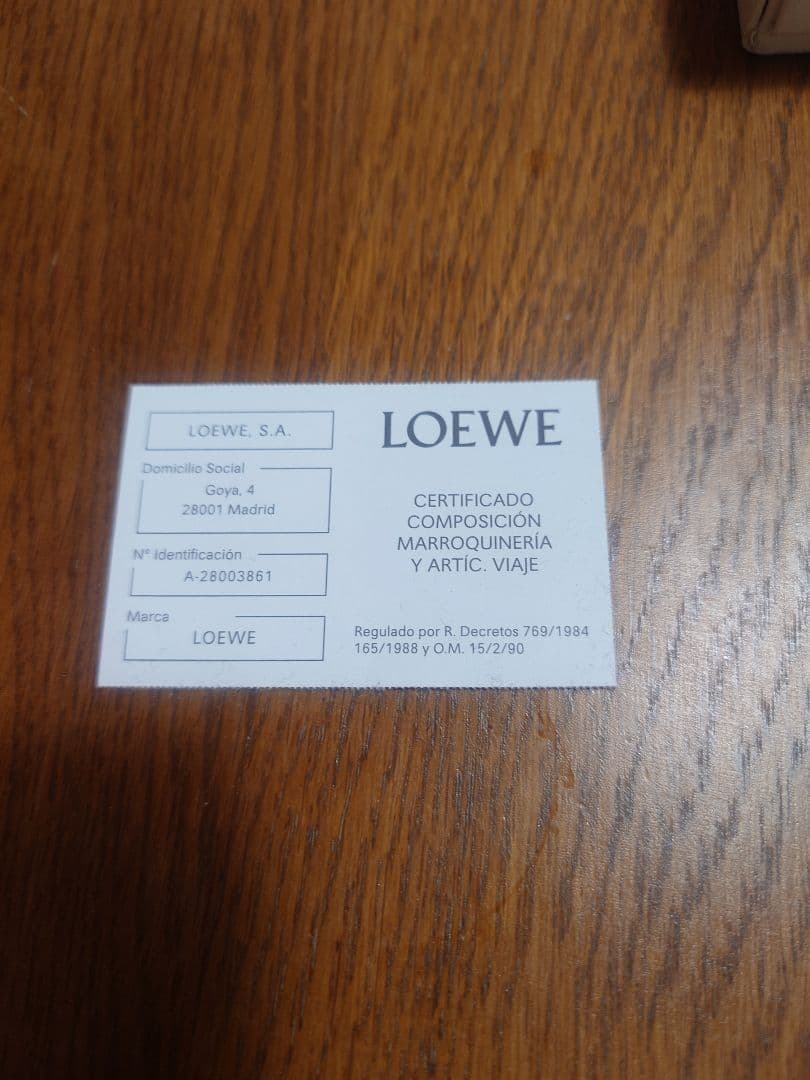 LOEWE, S.A.
Domicilio Social
Goya, 4
28001 Madrid
Nº Identificación
A-28003861
Marca
LOEWE
LOEWE
CERTIFICADO
COMPOSICIÓN
MARROQUINERÍA
Y ARTÍC. VIAJE
Regulado por R. Decretos 769/1984
165/1988 y O.M. 15/2/90